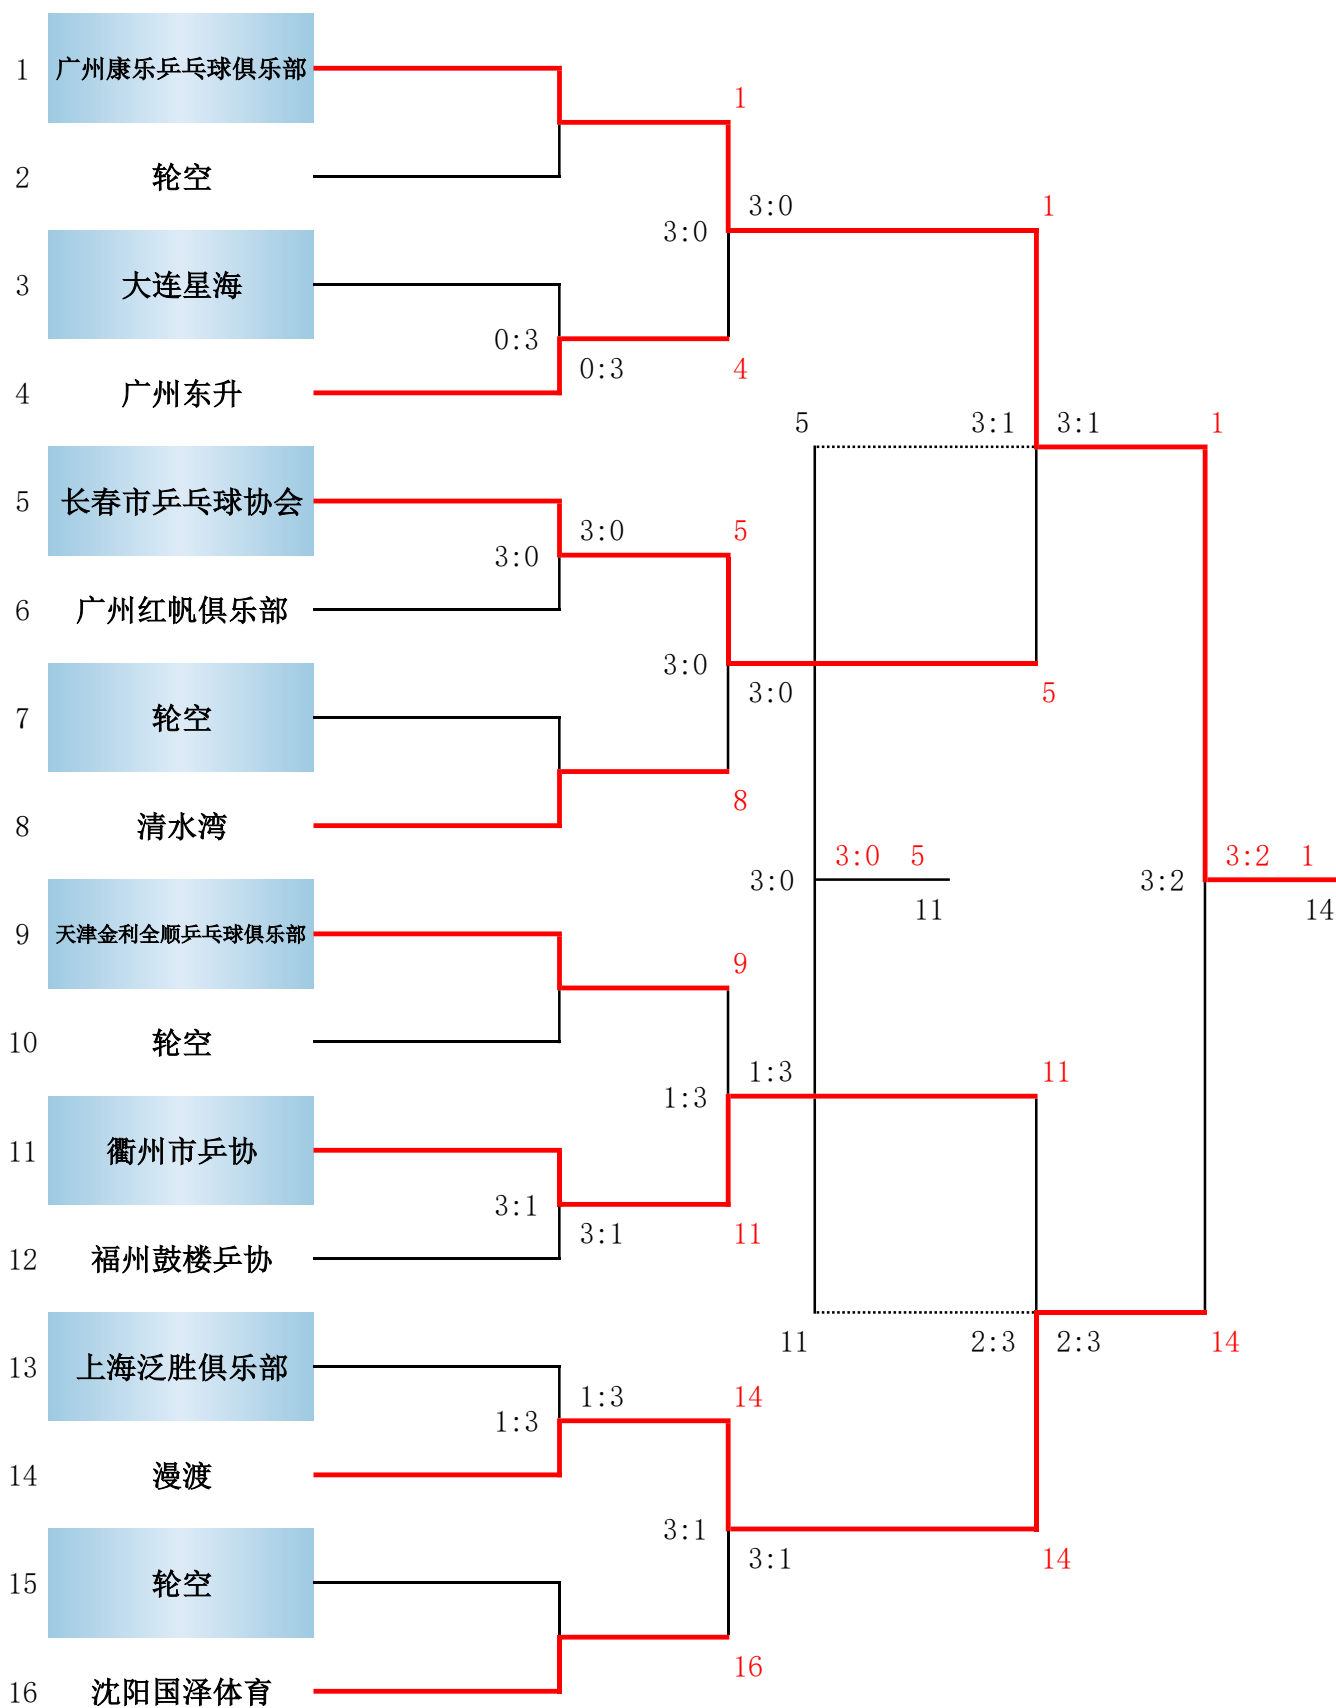 1 广州康乐乒乓球俱乐部
1
2 轮空
3:0 1
3:0
3 大连星海
0:3
0:3 4
4 广州东升
5 3:1 3:1 1
5 长春市乒乓球协会
3:0 5
3:0
6 广州红帆俱乐部
3:0
3:0 5
7 轮空
8
8 清水湾
3:0 5 3:2 1
3:0 3:2
11 14
9 天津金利全顺乒乓球俱乐部
9
10 轮空
1:3 11
1:3
11 衢州市乒协
3:1
3:1 11
12 福州鼓楼乒协
11 2:3 2:3 14
13 上海泛胜俱乐部
1:3 14
1:3
14 漫渡
3:1
3:1 14
15 轮空
16
16 沈阳国泽体育